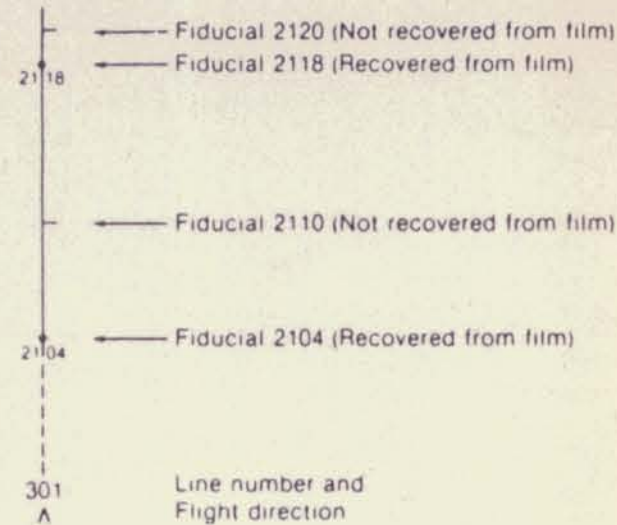 Fiducial 2120 (Not recovered from film)
2118
Fiducial 2118 (Recovered from film)
Fiducial 2110 (Not recovered from film)
Fiducial 2104 (Recovered from film)
2104
301
Line number and
Flight direction